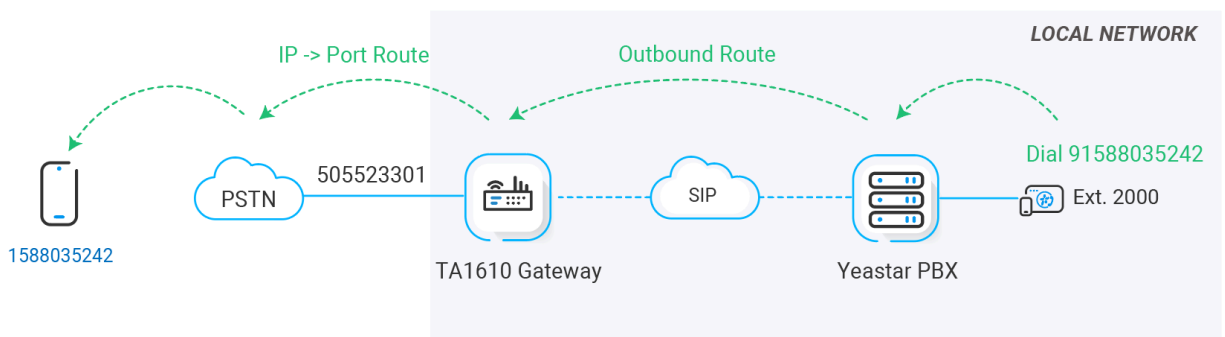 LOCAL NETWORK
IP -> Port Route
Outbound Route
Dial 91588035242
505523301
PSTN
SIP
Ext. 2000
1588035242
TA1610 Gateway
Yeastar PBX